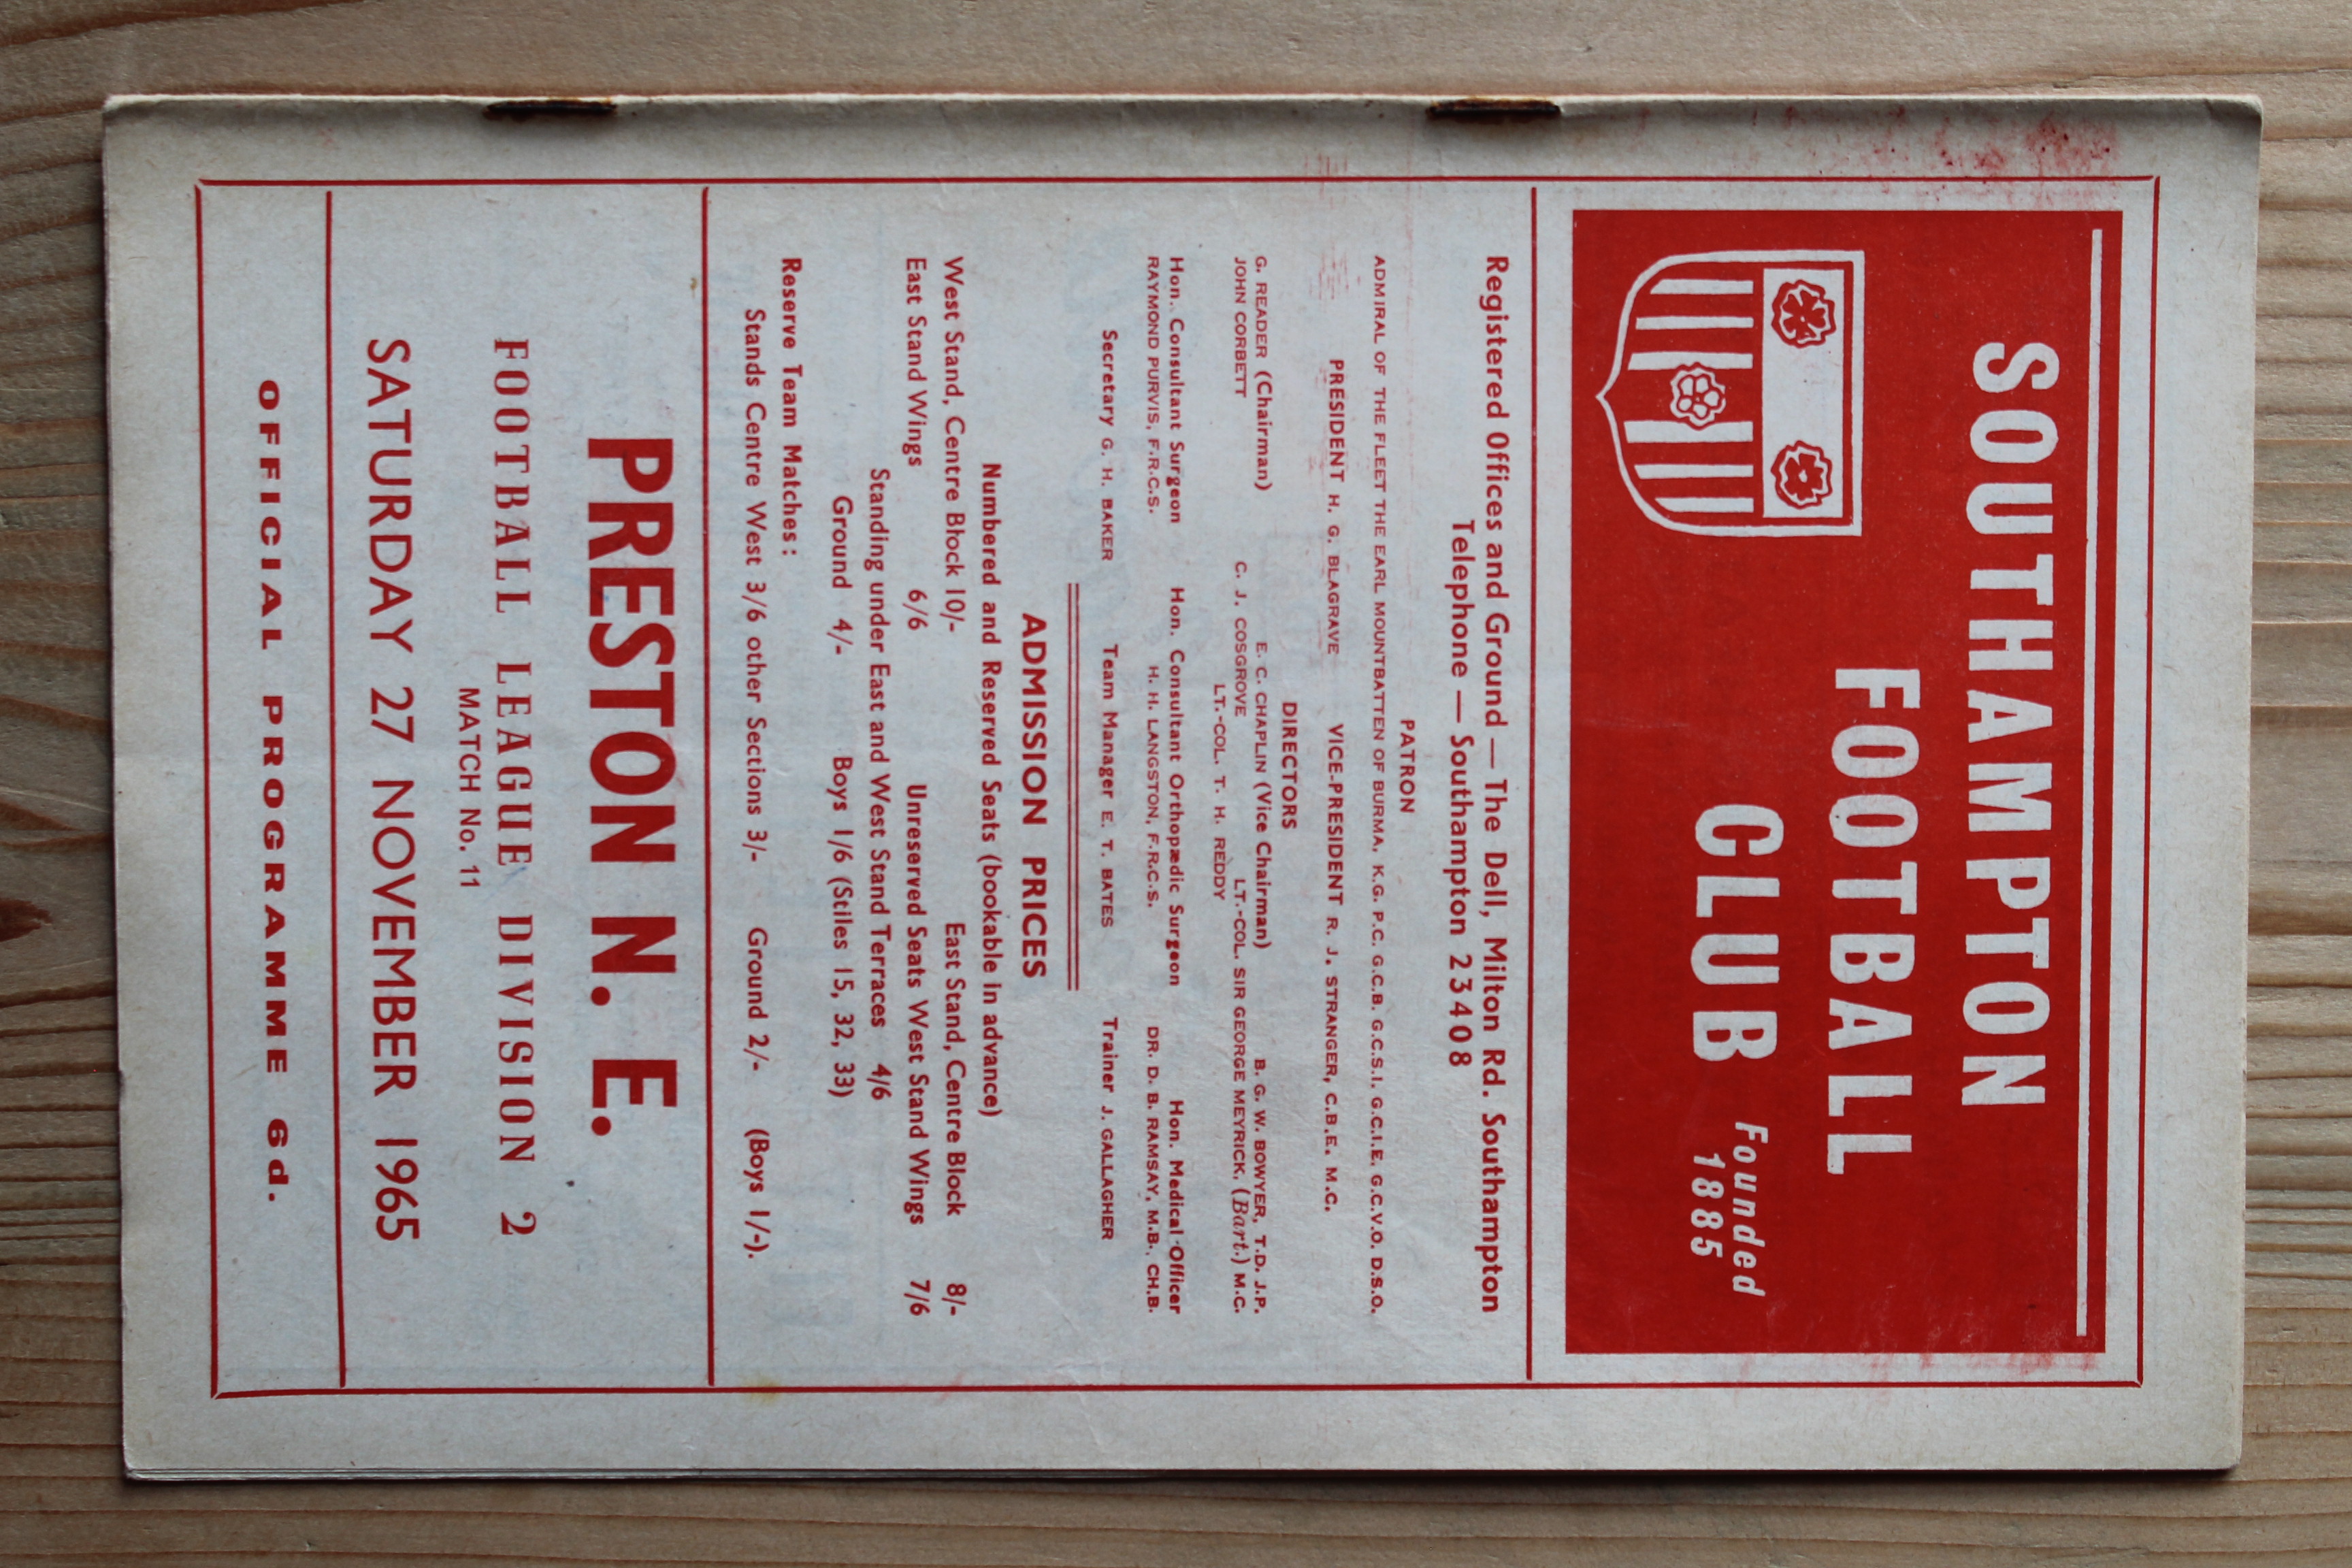 SOUTHAMPTON
FOOTBALL
CLUB
Founded
1885
Registered Offices and Ground — The Dell, Milton Rd. Southampton
Telephone — Southampton 23408
PATRON
ADMIRAL OF THE FLEET THE EARL MOUNTBATTEN OF BURMA, K.G. P.C. G.C.B. G.C.S.I. G.C.I.E. G.C.V.O. D.S.O.
PRESIDENT H. G. BLAGRAVE VICE-PRESIDENT R. J. STRANGER, C.B.E. M.C.
DIRECTORS
G. READER (Chairman) E. C. CHAPLIN (Vice Chairman) B. G. W. BOWYER, T.D. J.P.
JOHN CORBETT C. J. COSGROVE LT.-COL. SIR GEORGE MEYRICK, (Bart.) M.C.
LT.-COL. T. H. REDDY
Hon. Consultant Surgeon Hon. Consultant Orthopædic Surgeon Hon. Medical Officer
RAYMOND PURVIS, F.R.C.S. H. H. LANGSTON, F.R.C.S. DR. D. B. RAMSAY, M.B., CH.B.
Secretary G. H. BAKER Team Manager E. T. BATES Trainer J. GALLAGHER
ADMISSION PRICES
Numbered and Reserved Seats (bookable in advance)
West Stand, Centre Block 10/- East Stand, Centre Block 8/-
East Stand Wings 6/6 Unreserved Seats West Stand Wings 7/6
Standing under East and West Stand Terraces 4/6
Ground 4/- Boys 1/6 (Stiles 15, 32, 33)
Reserve Team Matches:
Stands Centre West 3/6 other Sections 3/- Ground 2/- (Boys 1/-).
PRESTON N. E.
FOOTBALL LEAGUE DIVISION 2
MATCH No. 11
SATURDAY 27 NOVEMBER 1965
OFFICIAL PROGRAMME 6d.